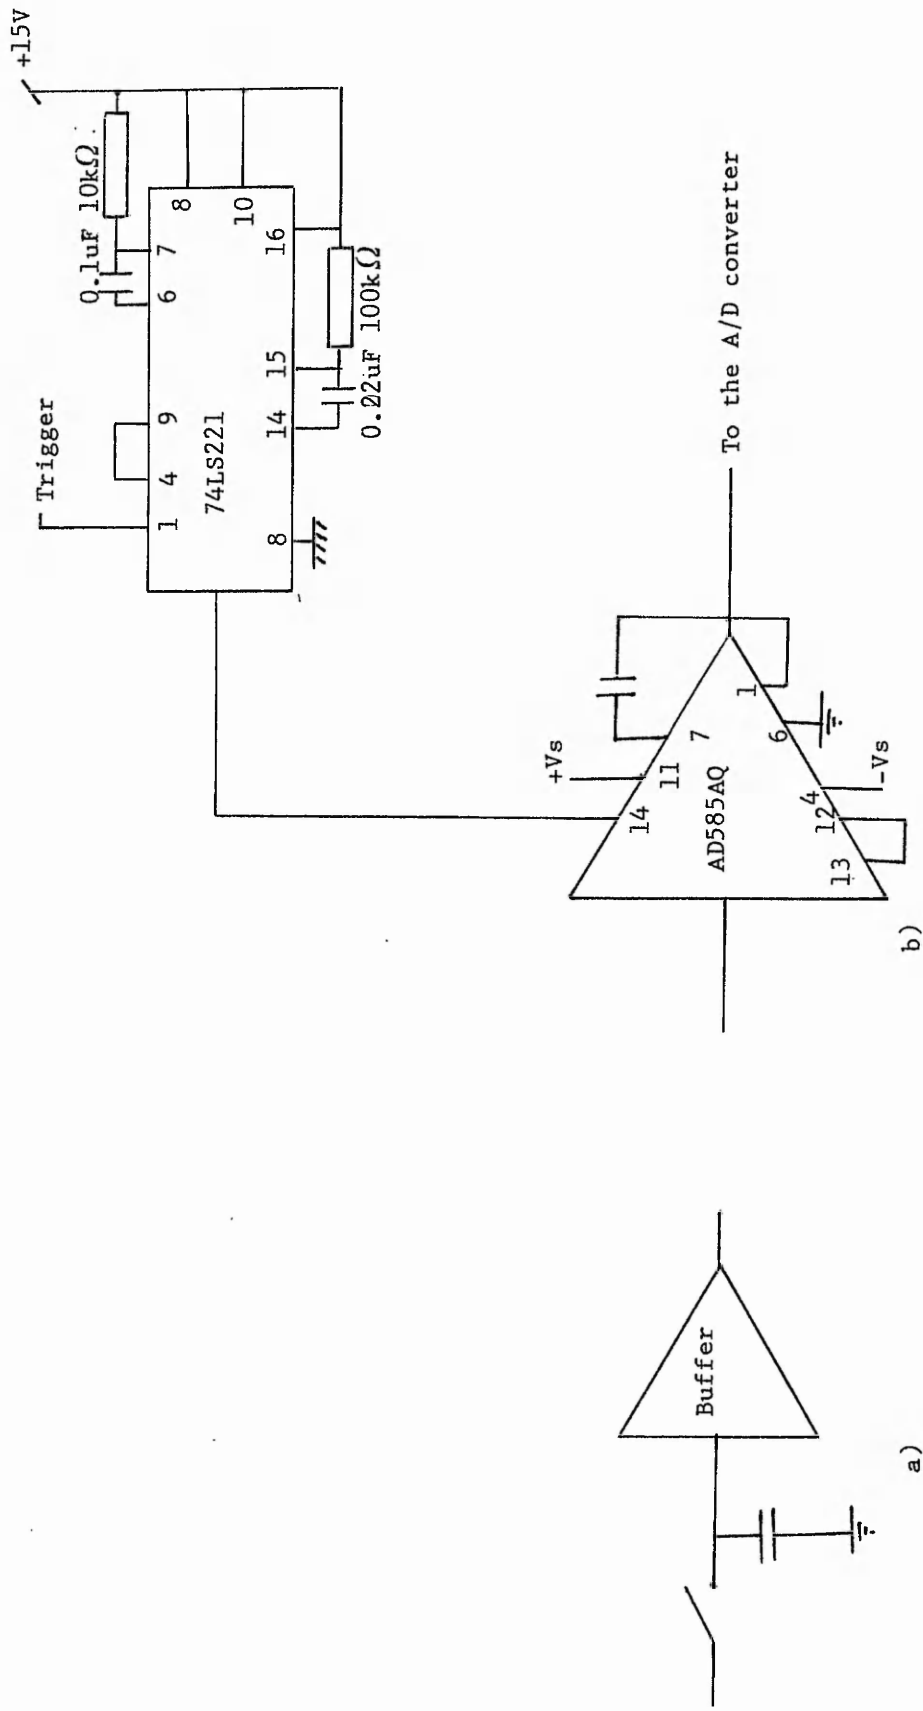 +15V
0.1uF 10kΩ
Trigger
1
4
9
6
7
8
10
74LS221
8
14
15
16
0.22uF 100kΩ
+Vs
14
11
7
AD585AQ
13
12
4
6
1
-Vs
To the A/D converter
Buffer
a)
b)